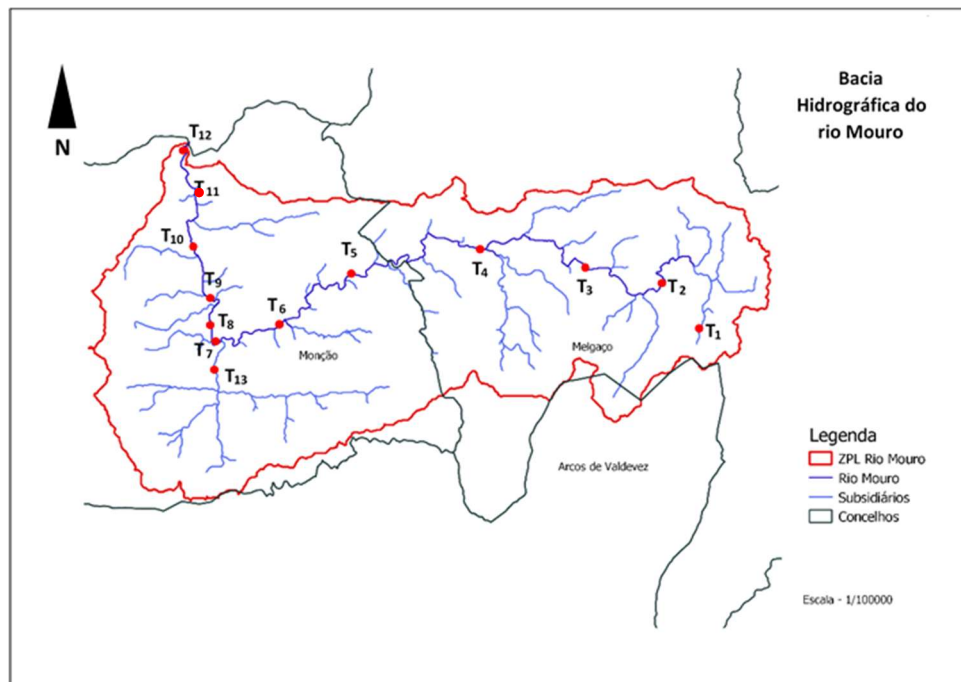 Bacia
Hidrográfica do
rio Mouro
N
T12
T11
T10
T9
T8
T7
T13
T6
T5
T4
T3
T2
T1
Monção
Melgaço
Arcos de Valdevez
Legenda
ZPL Rio Mouro
Rio Mouro
Subsidiários
Concelhos
Escala - 1/100000